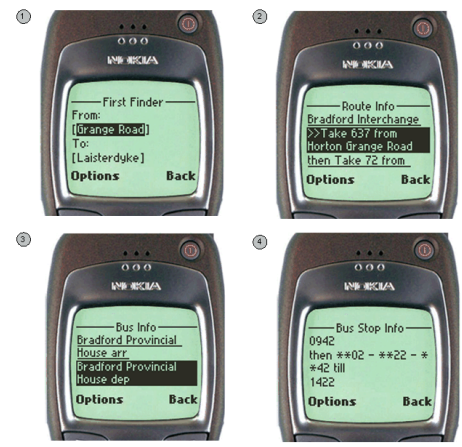 1
NOKIA
First Finder
From:
[Grange Road]
To:
[Laisterdyke]
Options Back
2
NOKIA
Route Info
Bradford Interchange
>>Take 637 from
Horton Grange Road
then Take 72 from
Options Back
3
NOKIA
Bus Info
Bradford Provincial
House arr
Bradford Provincial
House dep
Options Back
4
NOKIA
Bus Stop Info
0942
then **02 - **22 - *
*42 till
1422
Options Back